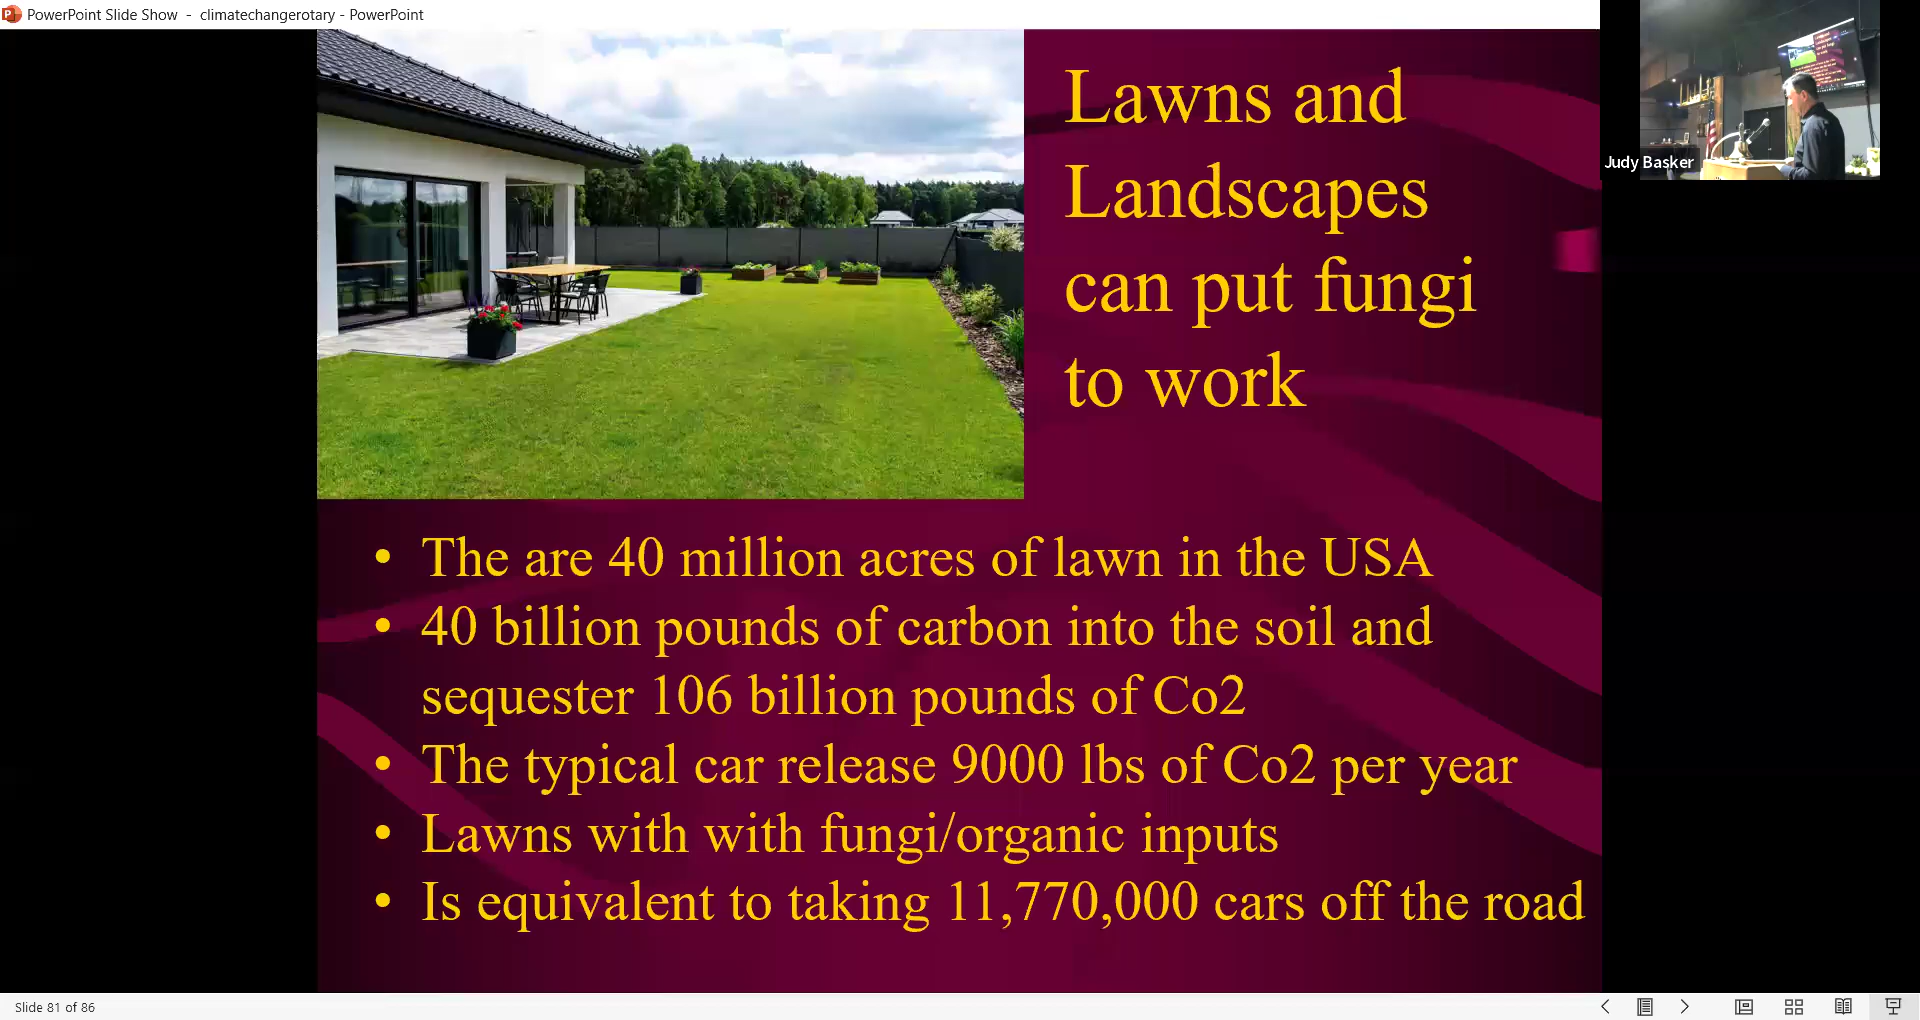 PowerPoint Slide Show - climatechangerotary - PowerPoint
Lawns and
Landscapes
can put fungi
to work
Judy Basker
• The are 40 million acres of lawn in the USA
• 40 billion pounds of carbon into the soil and
sequester 106 billion pounds of Co2
• The typical car release 9000 lbs of Co2 per year
• Lawns with with fungi/organic inputs
• Is equivalent to taking 11,770,000 cars off the road
Slide 81 of 86